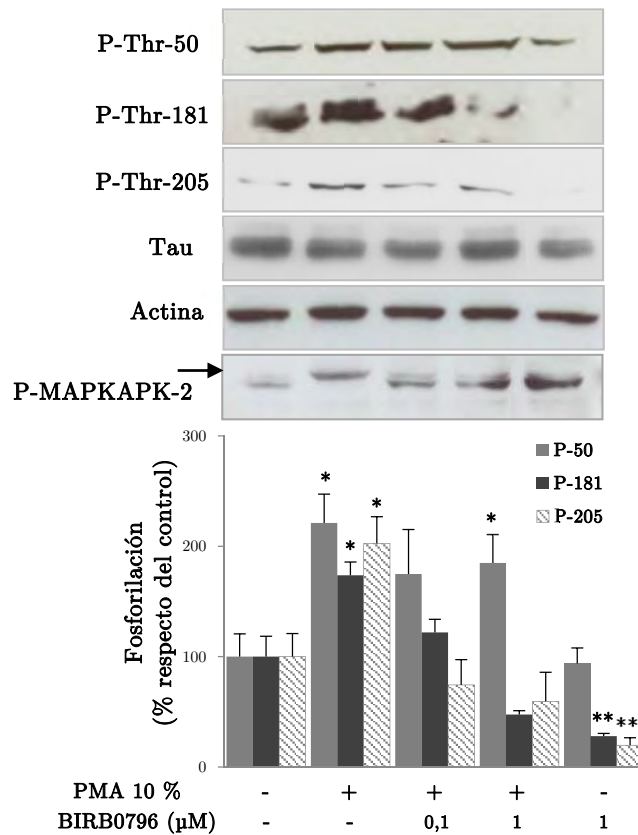 P-Thr-50
P-Thr-181
P-Thr-205
Tau
Actina
P-MAPKAPK-2
Fosforilación
(% respecto del control)
300
200
100
0
P-50
P-181
P-205
*
*
*
*
**
**
PMA 10 % - + + + -
BIRB0796 (µM) - - 0,1 1 1